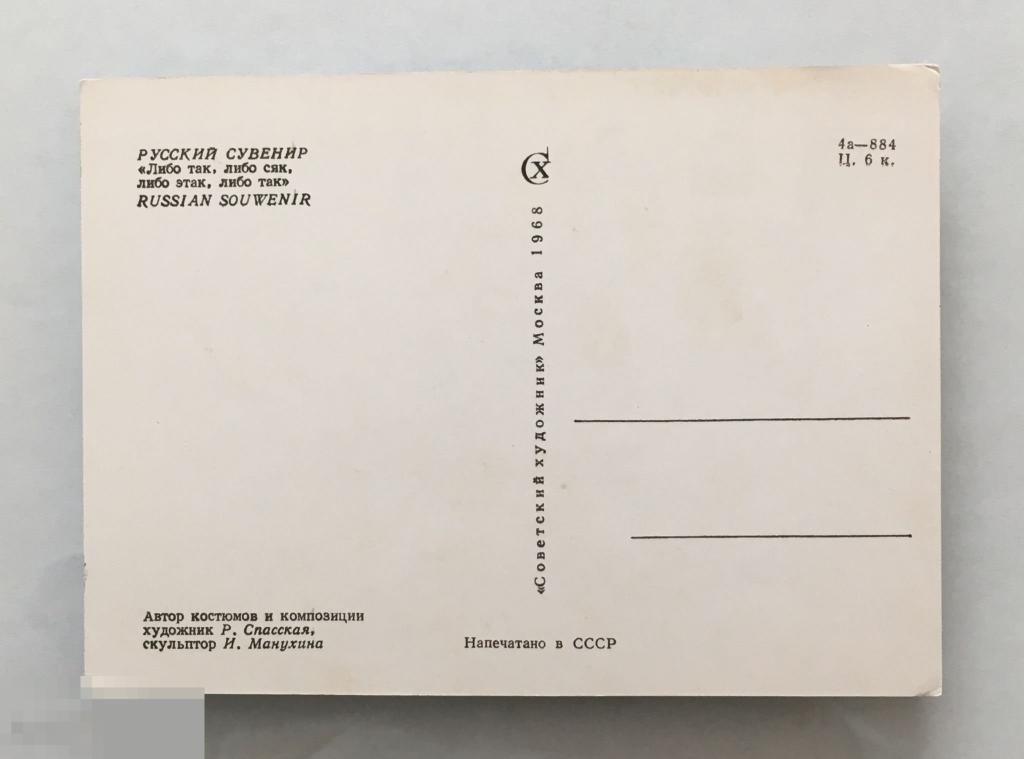 РУССКИЙ СУВЕНИР
«Либо так, либо сяк,
либо этак, либо так»
RUSSIAN SOUWENIR
Автор костюмов и композиции
художник Р. Спасская,
скульптор И. Манухина
СХ
«Советский художник» Москва 1968
Напечатано в СССР
4а—884
Ц. 6 к.